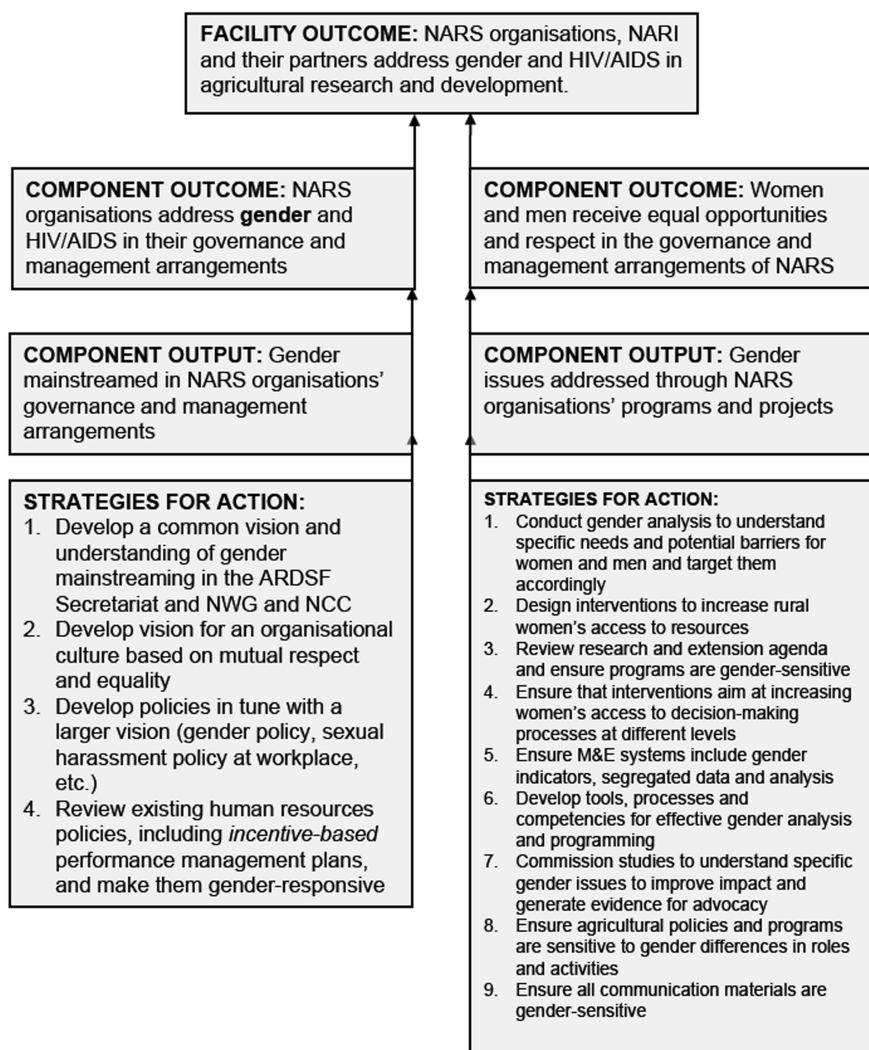 FACILITY OUTCOME: NARS organisations, NARI
and their partners address gender and HIV/AIDS in
agricultural research and development.
COMPONENT OUTCOME: NARS
organisations address gender and
HIV/AIDS in their governance and
management arrangements
COMPONENT OUTCOME: Women
and men receive equal opportunities
and respect in the governance and
management arrangements of NARS
COMPONENT OUTPUT: Gender
mainstreamed in NARS organisations'
governance and management
arrangements
COMPONENT OUTPUT: Gender
issues addressed through NARS
organisations' programs and projects
STRATEGIES FOR ACTION:
1. Develop a common vision and
understanding of gender
mainstreaming in the ARDSF
Secretariat and NWG and NCC
2. Develop vision for an organisational
culture based on mutual respect
and equality
3. Develop policies in tune with a
larger vision (gender policy, sexual
harassment policy at workplace,
etc.)
4. Review existing human resources
policies, including incentive-based
performance management plans,
and make them gender-responsive
STRATEGIES FOR ACTION:
1. Conduct gender analysis to understand
specific needs and potential barriers for
women and men and target them
accordingly
2. Design interventions to increase rural
women's access to resources
3. Review research and extension agenda
and ensure programs are gender-sensitive
4. Ensure that interventions aim at increasing
women's access to decision-making
processes at different levels
5. Ensure M&E systems include gender
indicators, segregated data and analysis
6. Develop tools, processes and
competencies for effective gender analysis
and programming
7. Commission studies to understand specific
gender issues to improve impact and
generate evidence for advocacy
8. Ensure agricultural policies and programs
are sensitive to gender differences in roles
and activities
9. Ensure all communication materials are
gender-sensitive